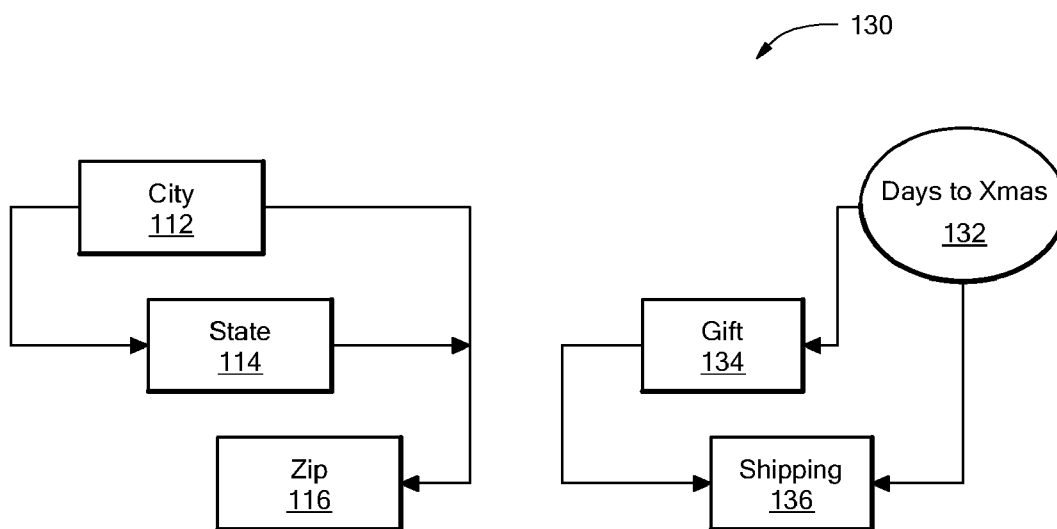 130
City
112
Days to Xmas
132
State
114
Gift
134
Zip
116
Shipping
136